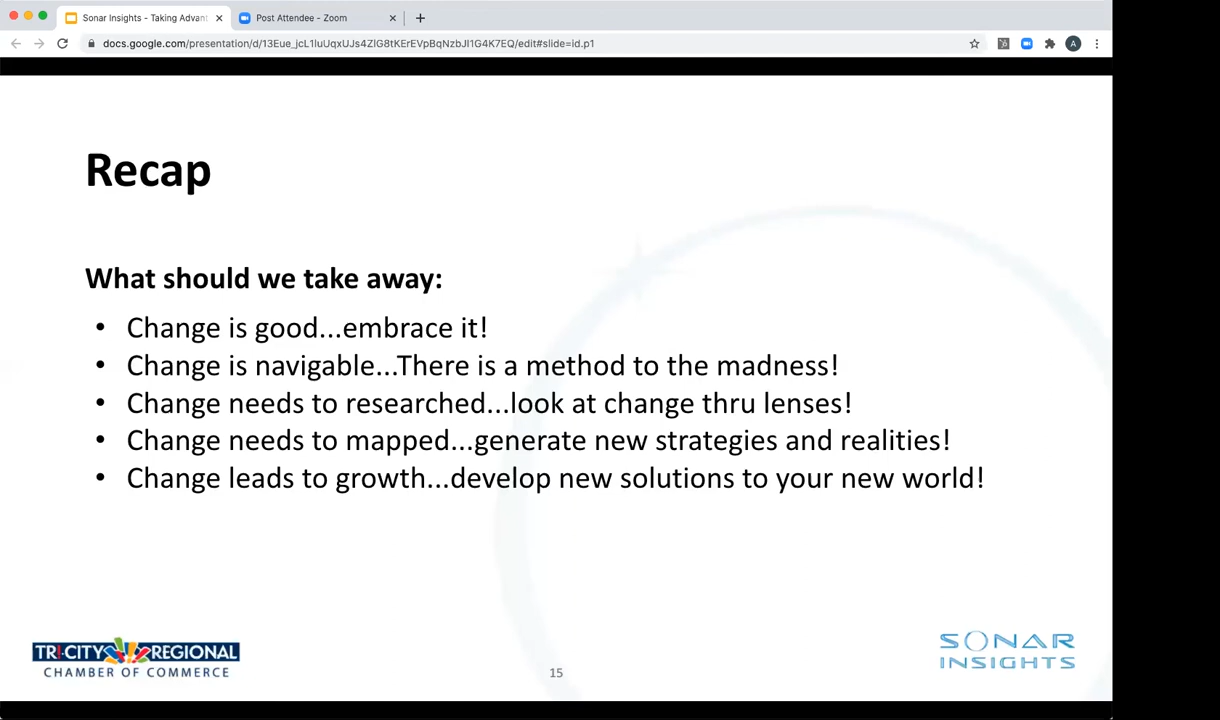 Sonar Insights - Taking Advant
Post Attendee - Zoom
docs.google.com/presentation/d/13Eue_jcL1luUqxUJs4ZlG8tKErEVpBqNzbJl1G4K7EQ/edit#slide=id.p1
A
Recap
What should we take away:
• Change is good...embrace it!
• Change is navigable...There is a method to the madness!
• Change needs to researched...look at change thru lenses!
• Change needs to mapped...generate new strategies and realities!
• Change leads to growth...develop new solutions to your new world!
TRI-CITY REGIONAL
CHAMBER OF COMMERCE
15
SONAR
INSIGHTS